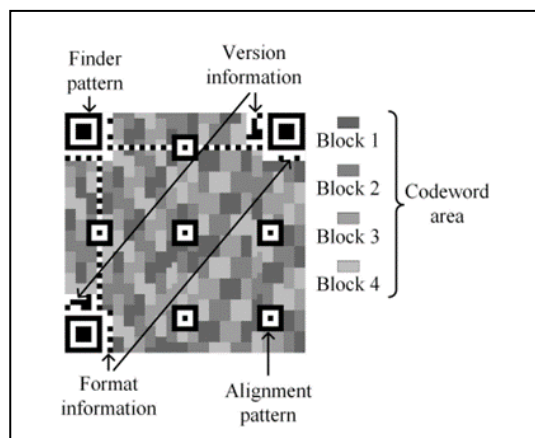 Finder
pattern
Version
information
Block 1
Block 2
Block 3
Block 4
Codeword
area
Format
information
Alignment
pattern